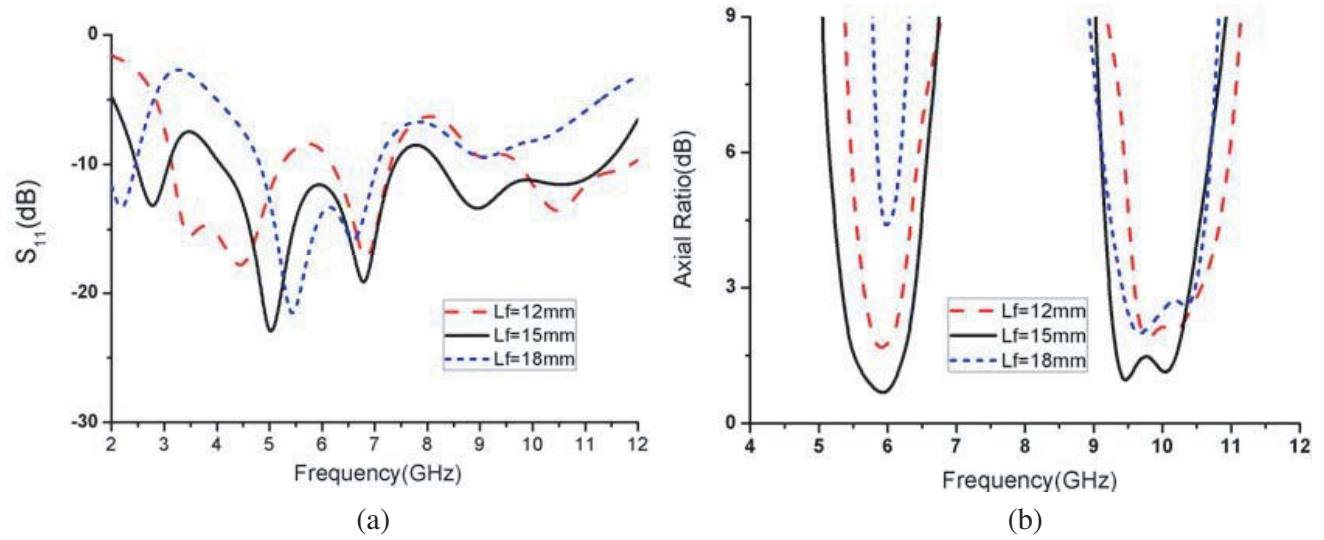 0
-10
-20
-30
S11(dB)
Lf=12mm
Lf=15mm
Lf=18mm
2 3 4 5 6 7 8 9 10 11 12
Frequency(GHz)
(a)
9
6
3
0
Axial Ratio(dB)
Lf=12mm
Lf=15mm
Lf=18mm
4 5 6 7 8 9 10 11 12
Frequency(GHz)
(b)